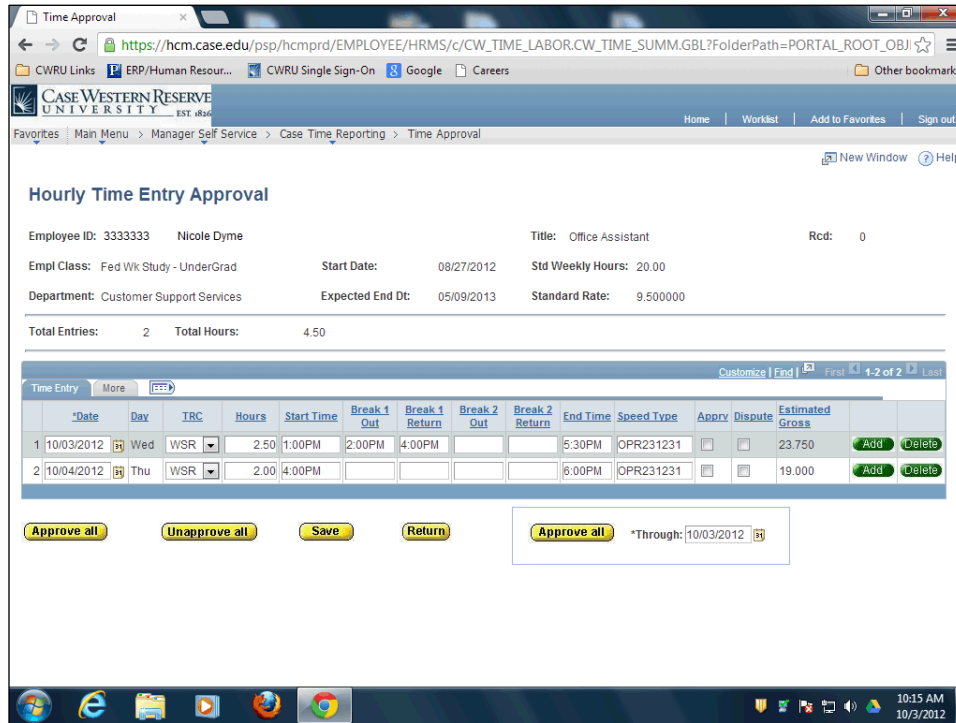 Time Approval
https://hcm.case.edu/psp/hcmprd/EMPLOYEE/HRMS/c/CW_TIME_LABOR.CW_TIME_SUMM.GBL?FolderPath=PORTAL_ROOT_OBJ
CWRU Links ERP/Human Resour... CWRU Single Sign-On Google Careers Other bookmark
CASE WESTERN RESERVE
UNIVERSITY EST. 1826
Home | Worklist | Add to Favorites | Sign out
Favorites Main Menu > Manager Self Service > Case Time Reporting > Time Approval
New Window Help
Hourly Time Entry Approval
Employee ID: 3333333 Nicole Dyme Title: Office Assistant Rcd: 0
Empl Class: Fed Wk Study - UnderGrad Start Date: 08/27/2012 Std Weekly Hours: 20.00
Department: Customer Support Services Expected End Dt: 05/09/2013 Standard Rate: 9.500000
Total Entries: 2 Total Hours: 4.50
Customize | Find | First 1-2 of 2 Last
Time Entry More
*Date Day TRC Hours Start Time Break 1 Out Break 1 Return Break 2 Out Break 2 Return End Time Speed Type Apprv Dispute Estimated Gross
1 10/03/2012 Wed WSR 2.50 1:00PM 2:00PM 4:00PM 5:30PM OPR231231 23.750 Add Delete
2 10/04/2012 Thu WSR 2.00 4:00PM 6:00PM OPR231231 19.000 Add Delete
Approve all Unapprove all Save Return Approve all *Through: 10/03/2012
10:15 AM
10/3/2012